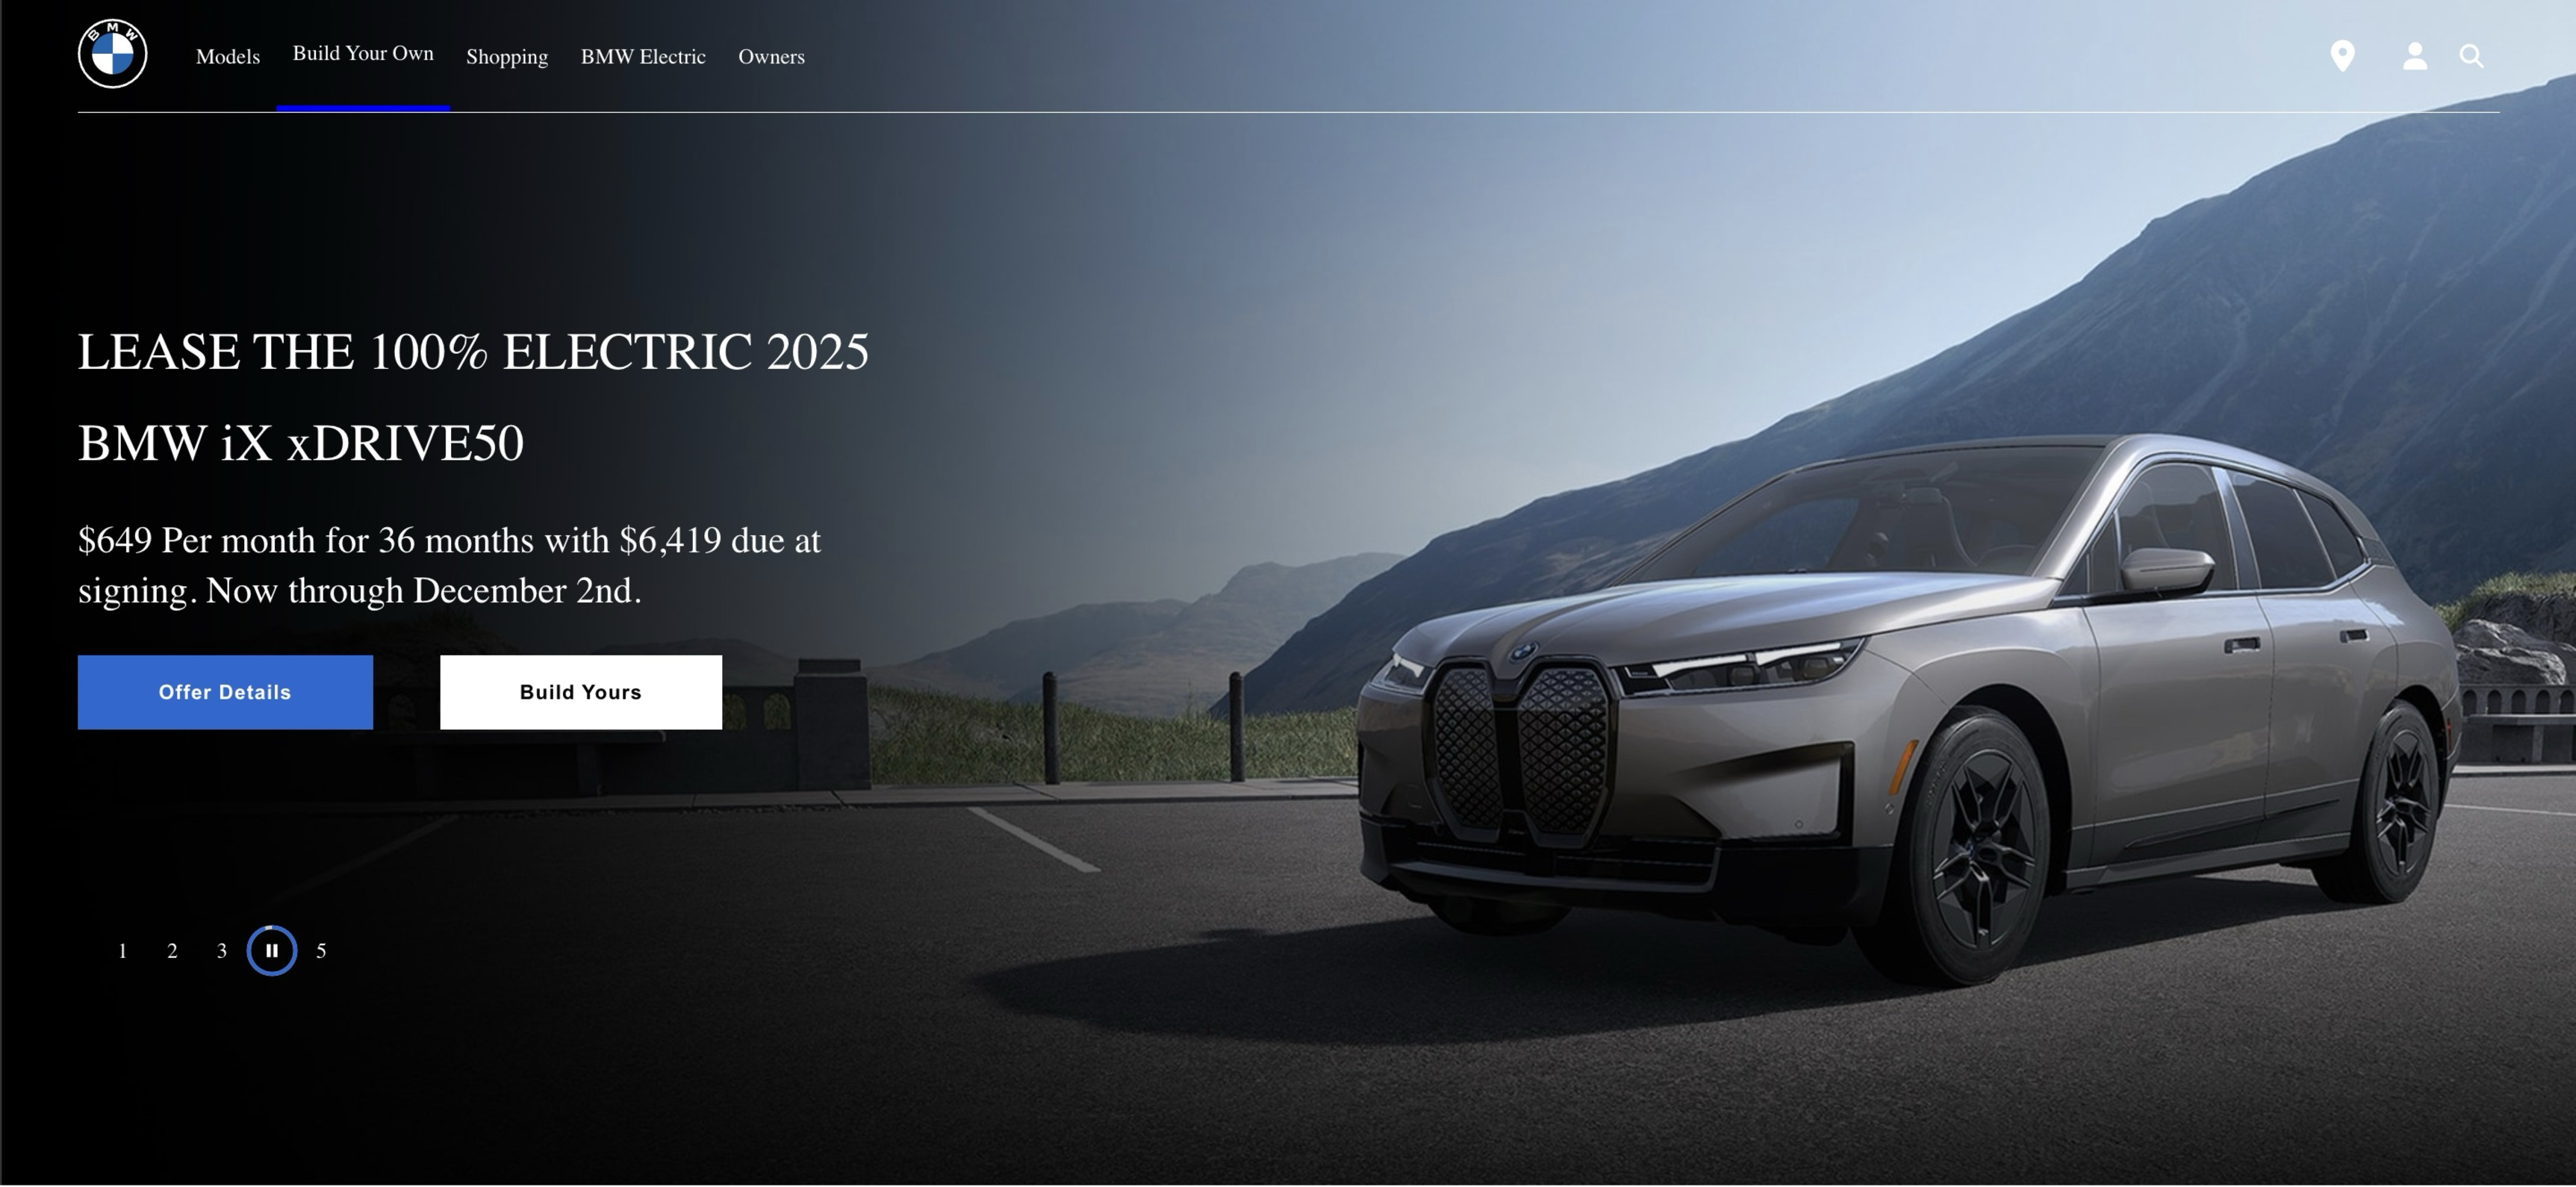 BMW
Models
Build Your Own
Shopping
BMW Electric
Owners
LEASE THE 100% ELECTRIC 2025
BMW iX xDRIVE50
$649 Per month for 36 months with $6,419 due at
signing. Now through December 2nd.
Offer Details
Build Yours
1 2 3 5